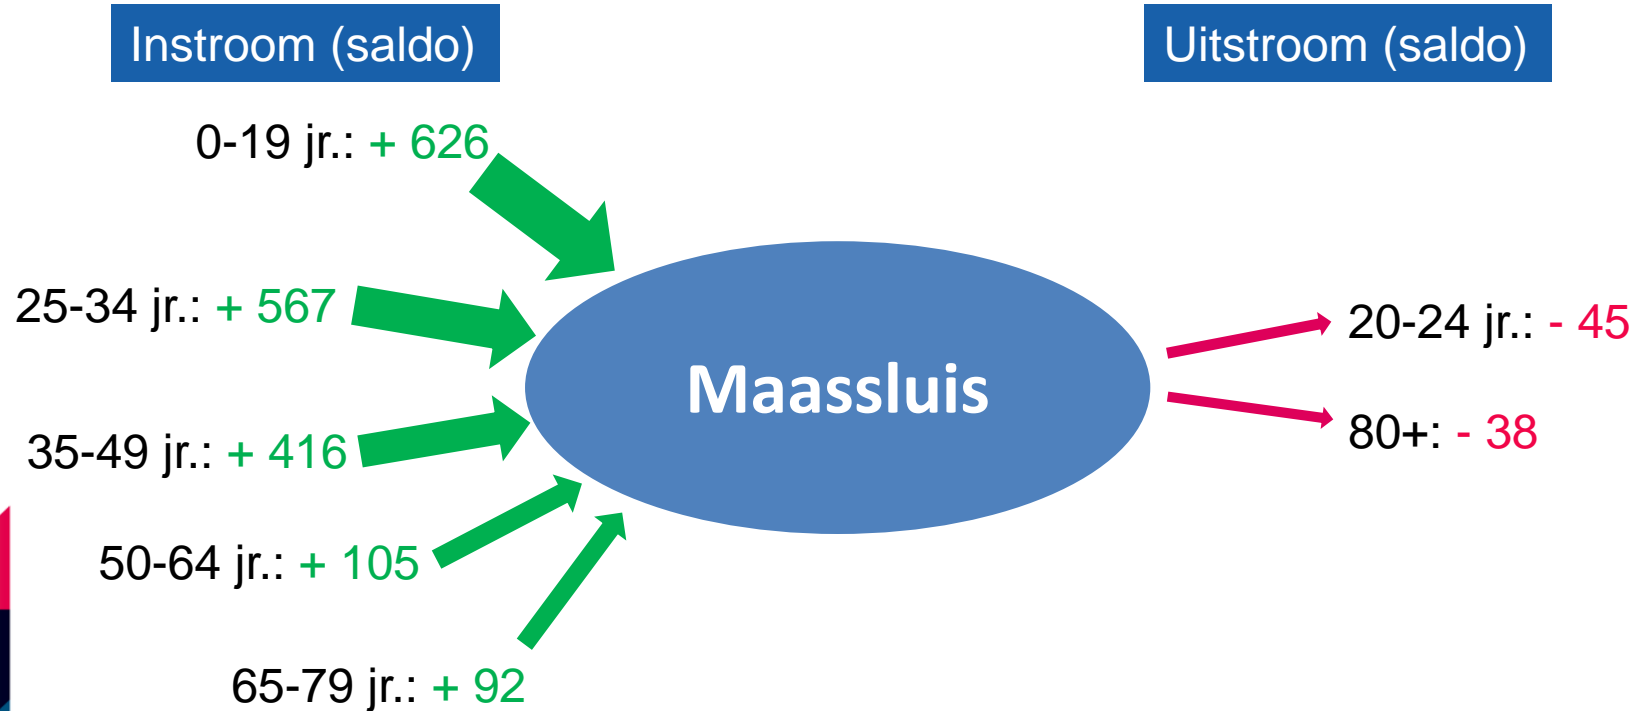 Instroom (saldo)
Uitstroom (saldo)
0-19 jr.: + 626
25-34 jr.: + 567
35-49 jr.: + 416
50-64 jr.: + 105
65-79 jr.: + 92
Maassluis
20-24 jr.: - 45
80+: - 38